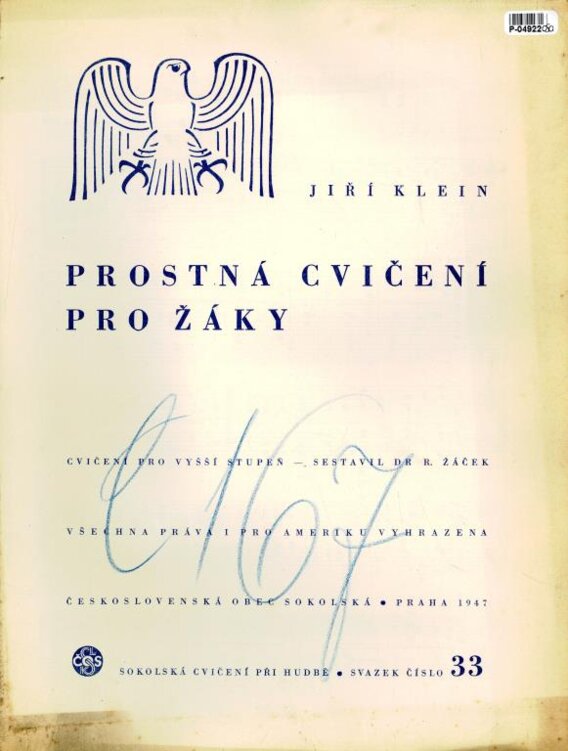 P-04922
JIŘÍ KLEIN
PROSTNÁ CVIČENÍ
PRO ŽÁKY
CVIČENÍ PRO VYŠŠÍ STUPEŇ — SESTAVIL DR R. ŽÁČEK
VŠECHNA PRÁVA I PRO AMERIKU VYHRAZENA
ČESKOSLOVENSKÁ OBEC SOKOLSKÁ • PRAHA 1947
ČOS
SOKOLSKÁ CVIČENÍ PŘI HUDBĚ • SVAZEK ČÍSLO 33